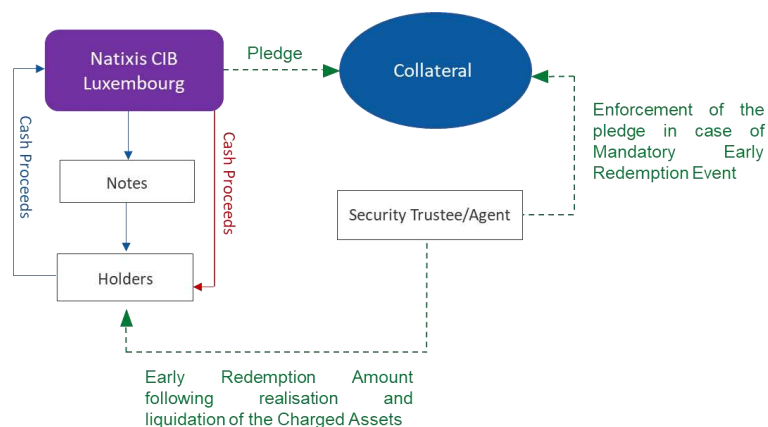 Natixis CIB
Luxembourg
Pledge
Collateral
Cash Proceeds
Cash Proceeds
Enforcement of the
pledge in case of
Mandatory Early
Redemption Event
Notes
Security Trustee/Agent
Holders
Early Redemption Amount
following realisation and
liquidation of the Charged Assets